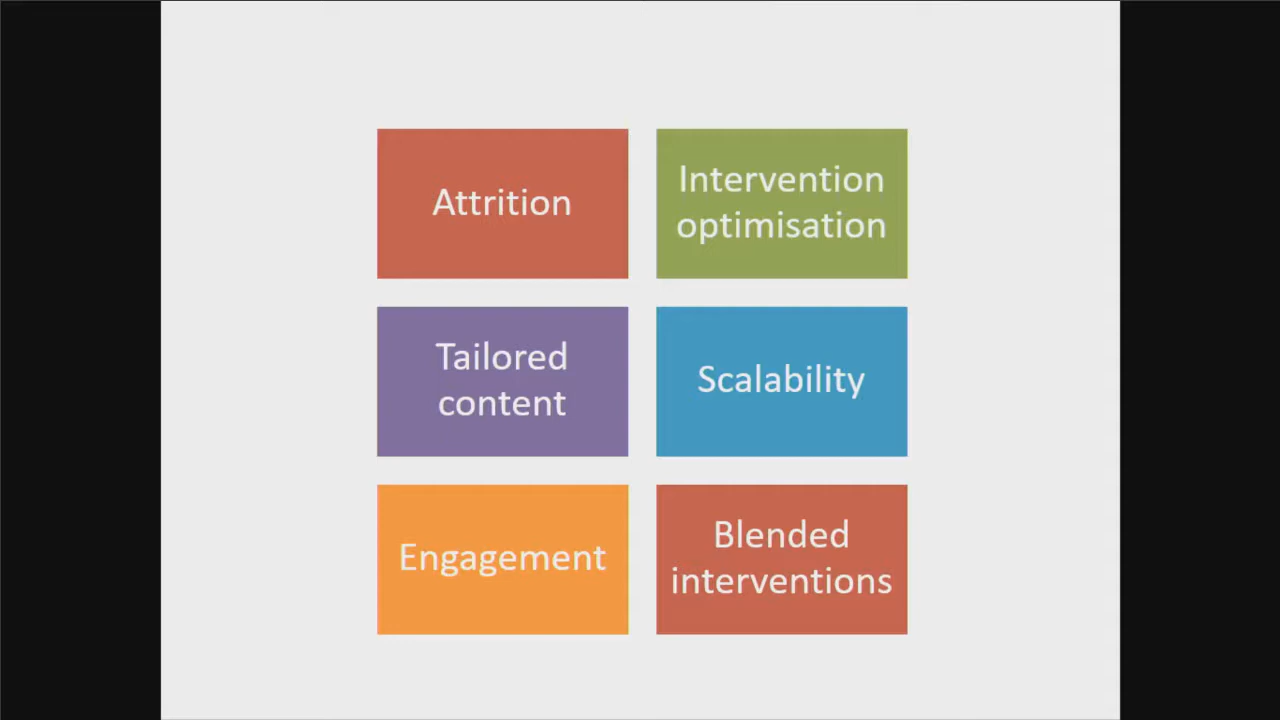 Attrition
Intervention
optimisation
Tailored
content
Scalability
Engagement
Blended
interventions